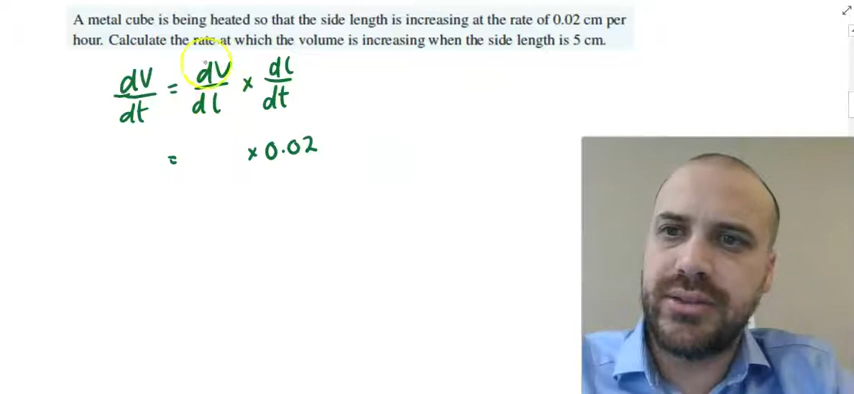 A metal cube is being heated so that the side length is increasing at the rate of 0.02 cm per
hour. Calculate the rate at which the volume is increasing when the side length is 5 cm.
dV/dt = dV/dl × dl/dt
= × 0.02